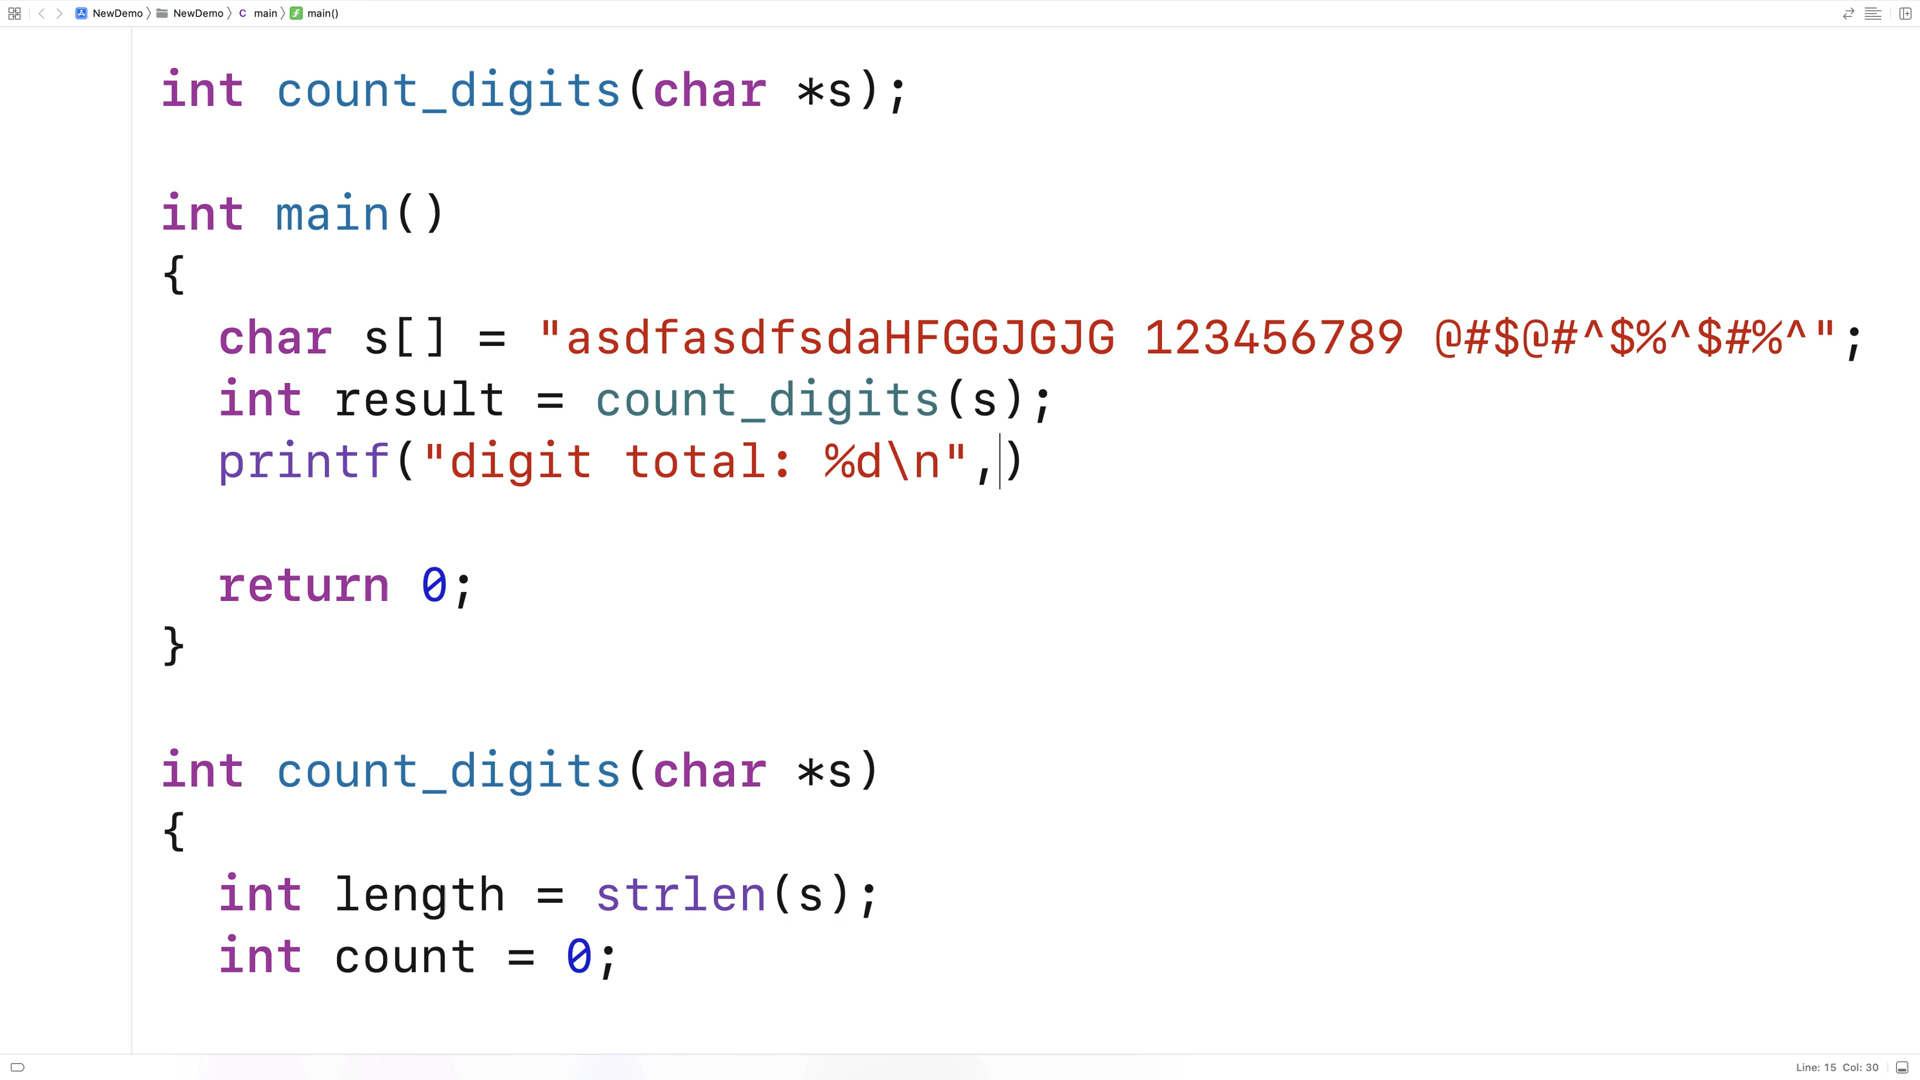 NewDemo NewDemo C main f main()
int count_digits(char *s);
int main()
{
char s[] = "asdfasdfsdaHFGGJGJG 123456789 @#$@#^$%^$#%^";
int result = count_digits(s);
printf("digit total: %d\n",)
return 0;
}
int count_digits(char *s)
{
int length = strlen(s);
int count = 0;
Line: 15 Col: 30